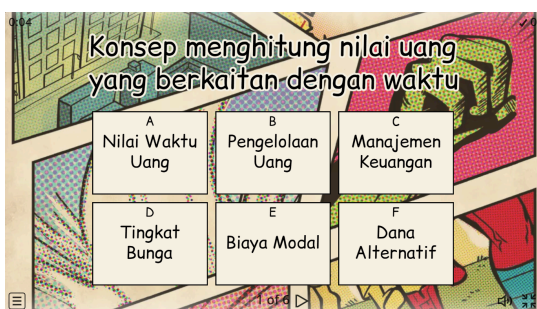 0:04
✓0
Konsep menghitung nilai uang
yang berkaitan dengan waktu
A
Nilai Waktu
Uang
B
Pengelolaan
Uang
C
Manajemen
Keuangan
D
Tingkat
Bunga
E
Biaya Modal
F
Dana
Alternatif
1 of 6